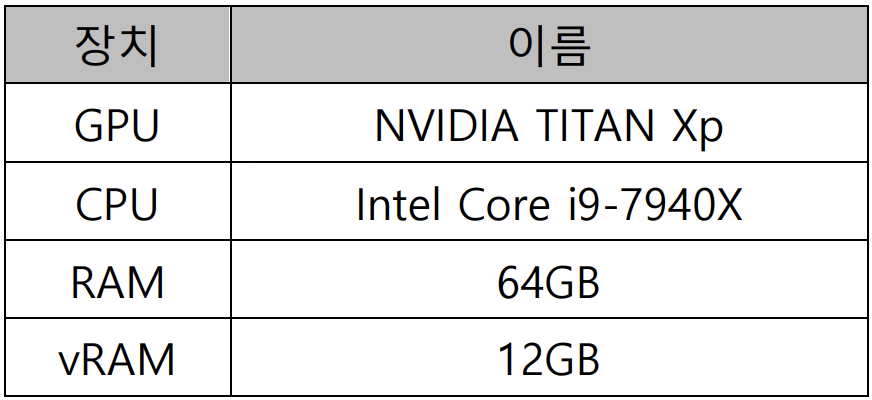 장치 이름
GPU NVIDIA TITAN Xp
CPU Intel Core i9-7940X
RAM 64GB
vRAM 12GB